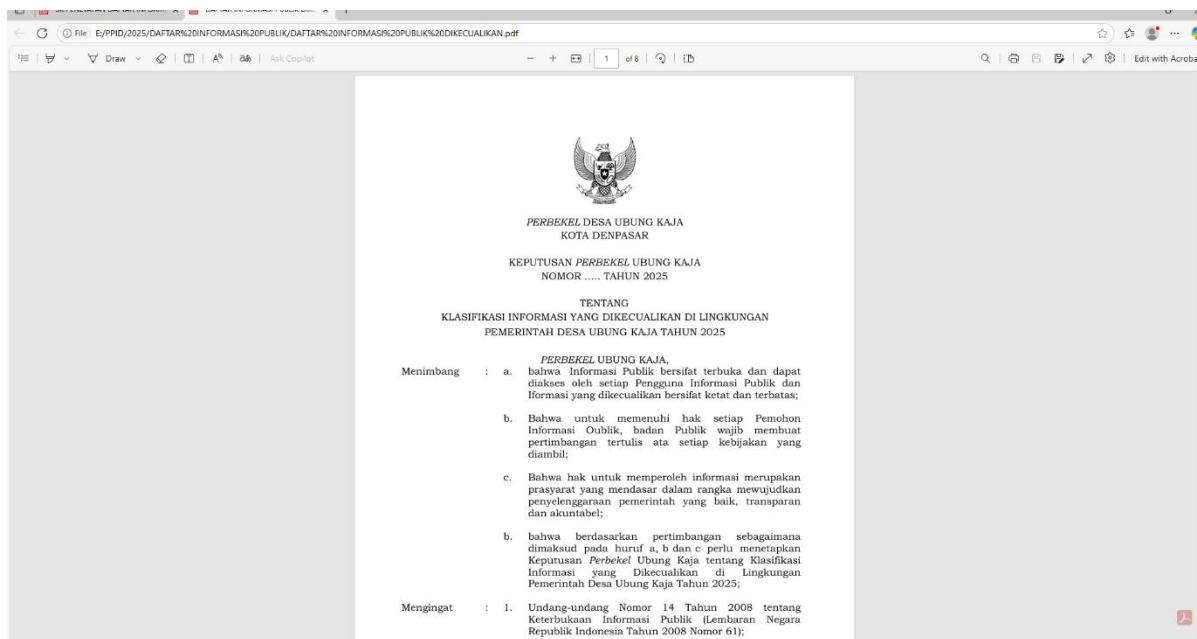 File E:/PPID/2025/DAFTAR%20INFORMASI%20PUBLIK/DAFTAR%20INFORMASI%20PUBLIK%20DIKECUALIKAN.pdf
Draw Ask Copilot 1 of 8 Edit with Acroba
PERBEKEL DESA UBUNG KAJA
KOTA DENPASAR
KEPUTUSAN PERBEKEL UBUNG KAJA
NOMOR ..... TAHUN 2025
TENTANG
KLASIFIKASI INFORMASI YANG DIKECUALIKAN DI LINGKUNGAN
PEMERINTAH DESA UBUNG KAJA TAHUN 2025
PERBEKEL UBUNG KAJA,
Menimbang : a. bahwa Informasi Publik bersifat terbuka dan dapat
diakses oleh setiap Pengguna Informasi Publik dan
Iformasi yang dikecualikan bersifat ketat dan terbatas;
b. Bahwa untuk memenuhi hak setiap Pemohon
Informasi Oublik, badan Publik wajib membuat
pertimbangan tertulis ata setiap kebijakan yang
diambil;
c. Bahwa hak untuk memperoleh informasi merupakan
prasyarat yang mendasar dalam rangka mewujudkan
penyelenggaraan pemerintah yang baik, transparan
dan akuntabel;
b. bahwa berdasarkan pertimbangan sebagaimana
dimaksud pada huruf a, b dan c perlu menetapkan
Keputusan Perbekel Ubung Kaja tentang Klasifikasi
Informasi yang Dikecualikan di Lingkungan
Pemerintah Desa Ubung Kaja Tahun 2025;
Mengingat : 1. Undang-undang Nomor 14 Tahun 2008 tentang
Keterbukaan Informasi Publik (Lembaran Negara
Republik Indonesia Tahun 2008 Nomor 61);